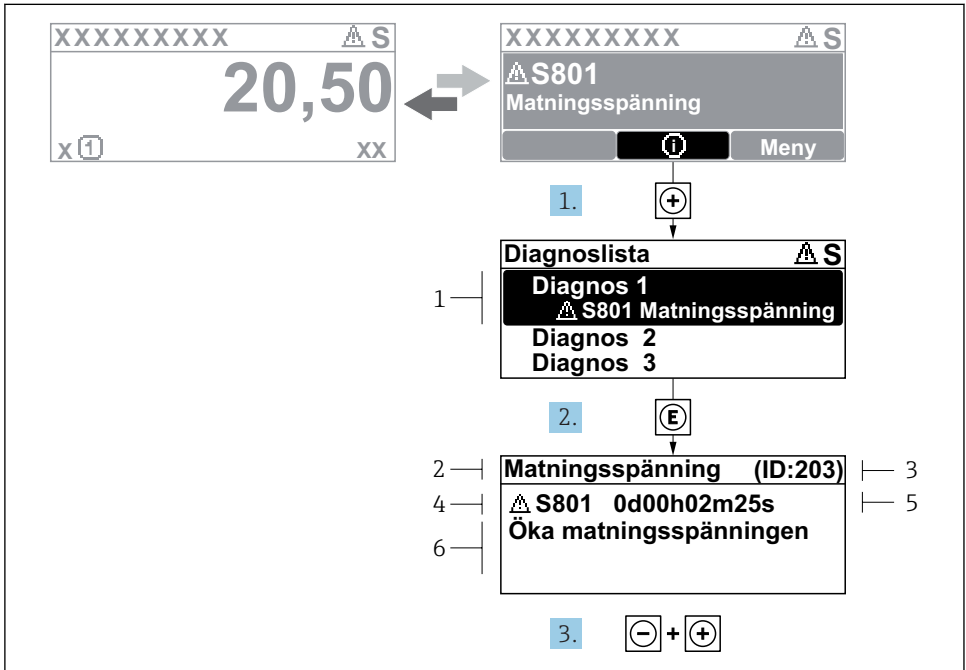 XXXXXXXXX ⚠ S
20,50
x ① xx
XXXXXXXXX ⚠ S
⚠ S801
Matningsspänning
ⓘ Meny
1. +
Diagnoslista ⚠ S
1 Diagnos 1
⚠ S801 Matningsspänning
Diagnos 2
Diagnos 3
2. E
2 Matningsspänning (ID:203) 3
4 ⚠ S801 0d00h02m25s 5
6 Öka matningsspänningen
3. − + +